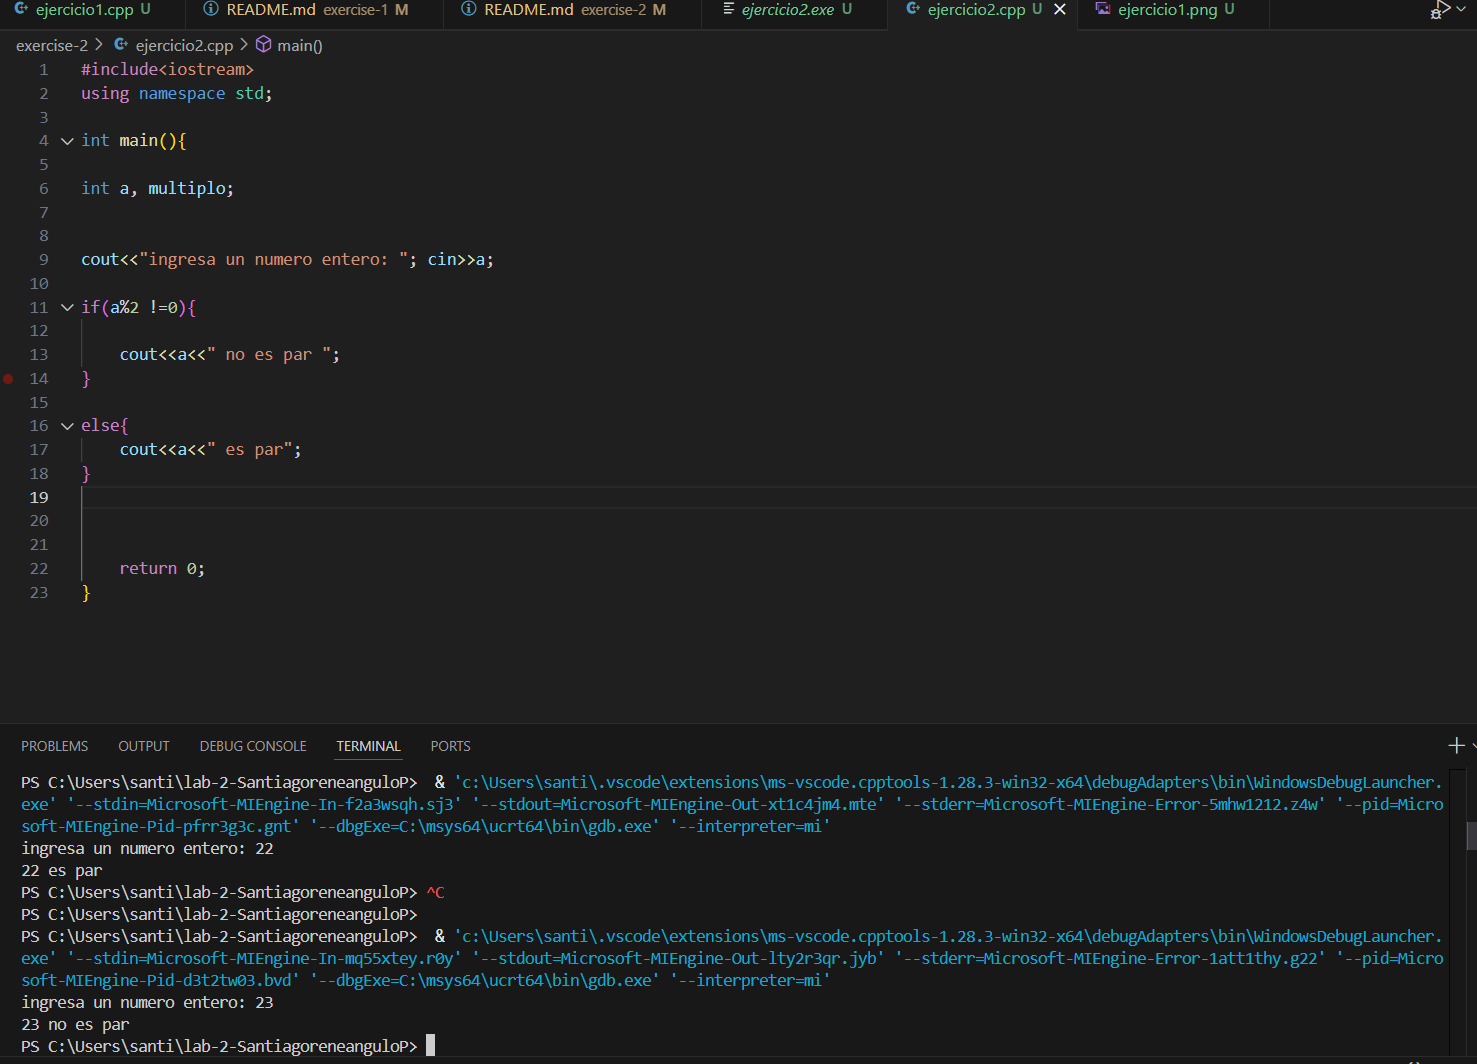 ejercicio1.cpp U README.md exercise-1 M README.md exercise-2 M ejercicio2.exe U ejercicio2.cpp U ejercicio1.png U
exercise-2 > ejercicio2.cpp > main()
1 #include<iostream>
2 using namespace std;
3
4 int main(){
5
6 int a, multiplo;
7
8
9 cout<<"ingresa un numero entero: "; cin>>a;
10
11 if(a%2 !=0){
12
13     cout<<a<<" no es par ";
14 }
15
16 else{
17     cout<<a<<" es par";
18 }
19
20
21
22     return 0;
23 }
PROBLEMS OUTPUT DEBUG CONSOLE TERMINAL PORTS
PS C:\Users\santi\lab-2-SantiagoreneanguloP>  & 'c:\Users\santi\.vscode\extensions\ms-vscode.cpptools-1.28.3-win32-x64\debugAdapters\bin\WindowsDebugLauncher.
exe' '--stdin=Microsoft-MIEngine-In-f2a3wsqh.sj3' '--stdout=Microsoft-MIEngine-Out-xt1c4jm4.mte' '--stderr=Microsoft-MIEngine-Error-5mhw1212.z4w' '--pid=Micro
soft-MIEngine-Pid-pfrr3g3c.gnt' '--dbgExe=C:\msys64\ucrt64\bin\gdb.exe' '--interpreter=mi'
ingresa un numero entero: 22
22 es par
PS C:\Users\santi\lab-2-SantiagoreneanguloP> ^C
PS C:\Users\santi\lab-2-SantiagoreneanguloP>
PS C:\Users\santi\lab-2-SantiagoreneanguloP>  & 'c:\Users\santi\.vscode\extensions\ms-vscode.cpptools-1.28.3-win32-x64\debugAdapters\bin\WindowsDebugLauncher.
exe' '--stdin=Microsoft-MIEngine-In-mq55xtey.r0y' '--stdout=Microsoft-MIEngine-Out-lty2r3qr.jyb' '--stderr=Microsoft-MIEngine-Error-1att1thy.g22' '--pid=Micro
soft-MIEngine-Pid-d3t2tw03.bvd' '--dbgExe=C:\msys64\ucrt64\bin\gdb.exe' '--interpreter=mi'
ingresa un numero entero: 23
23 no es par
PS C:\Users\santi\lab-2-SantiagoreneanguloP>